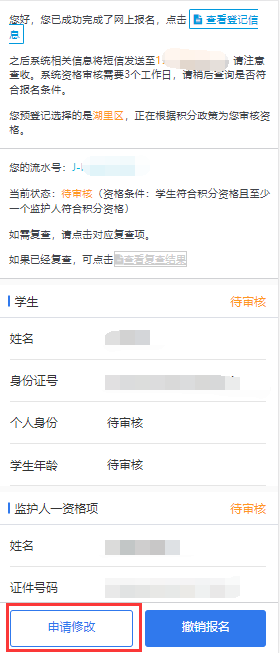 您好，您已成功完成了网上报名，点击 查看登记信
息
之后系统相关信息将短信发送至1 请注意
查收。系统资格审核需要3个工作日，请稍后查询是否符
合报名条件。
您预登记选择的是湖里区，正在根据积分政策为您审核资
格。
您的流水号：J-
当前状态：待审核（资格条件：学生符合积分资格且至少
一个监护人符合积分资格）
如需复查，请点击对应复查项。
如果已经复查，可点击 查看复查结果
学生 待审核
姓名
身份证号
个人身份 待审核
学生年龄 待审核
监护人一资格项 待审核
姓名
证件号码
申请修改 撤销报名